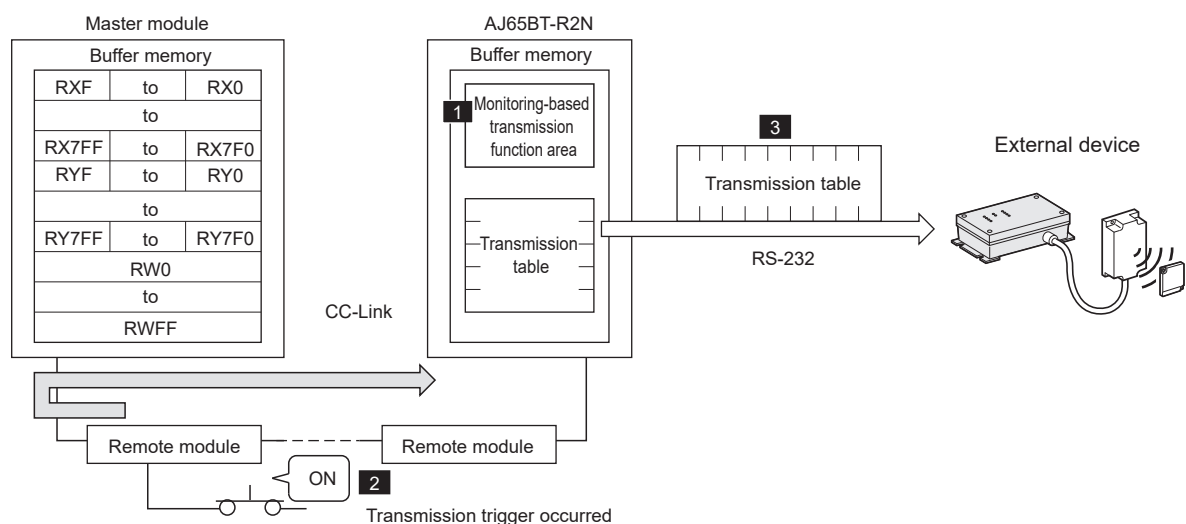 Master module
Buffer memory
RXF to RX0
to
RX7FF to RX7F0
RYF to RY0
to
RY7FF to RY7F0
RW0
to
RWFF
CC-Link
AJ65BT-R2N
Buffer memory
1
Monitoring-based
transmission
function area
Transmission
table
3
Transmission table
RS-232
External device
Remote module
Remote module
ON
2
Transmission trigger occurred